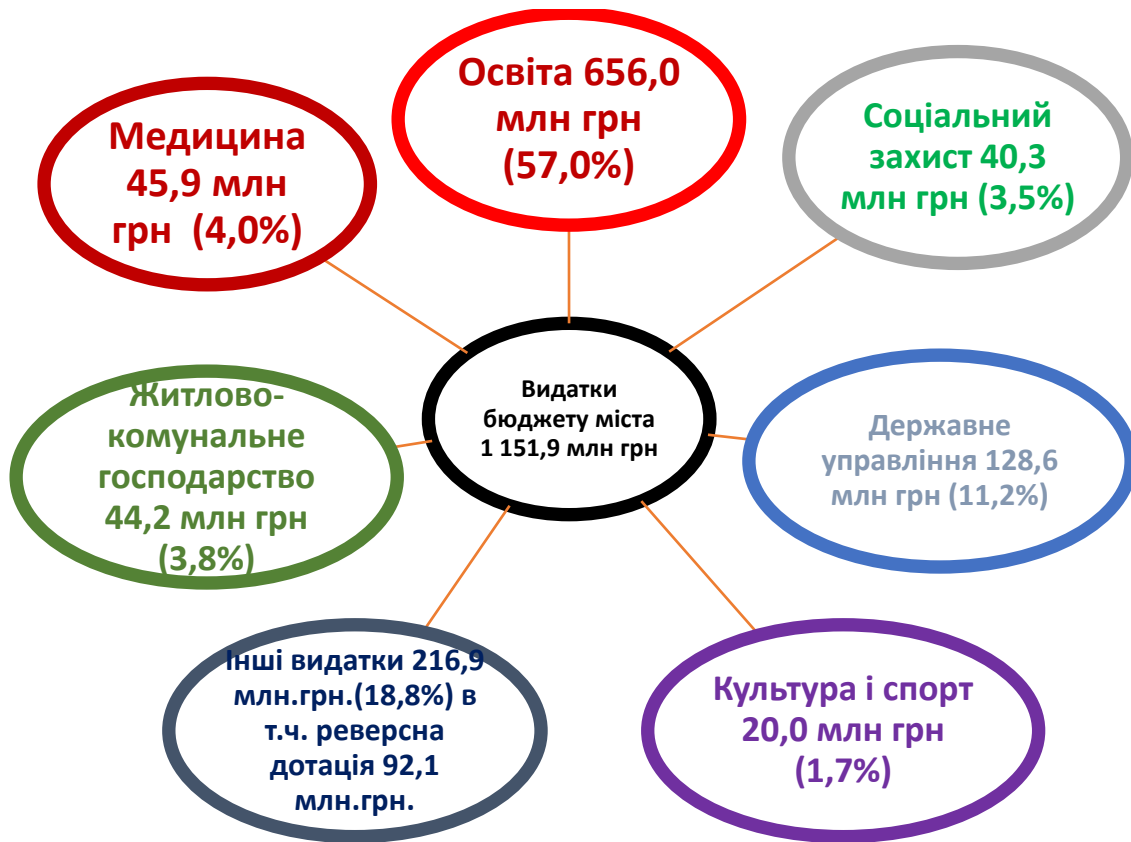 Освіта 656,0
млн грн
(57,0%)
Медицина
45,9 млн
грн (4,0%)
Соціальний
захист 40,3
млн грн (3,5%)
Видатки
бюджету міста
1 151,9 млн грн
Житлово-
комунальне
господарство
44,2 млн грн
(3,8%)
Державне
управління 128,6
млн грн (11,2%)
Інші видатки 216,9
млн.грн.(18,8%) в
т.ч. реверсна
дотація 92,1
млн.грн.
Культура і спорт
20,0 млн грн
(1,7%)